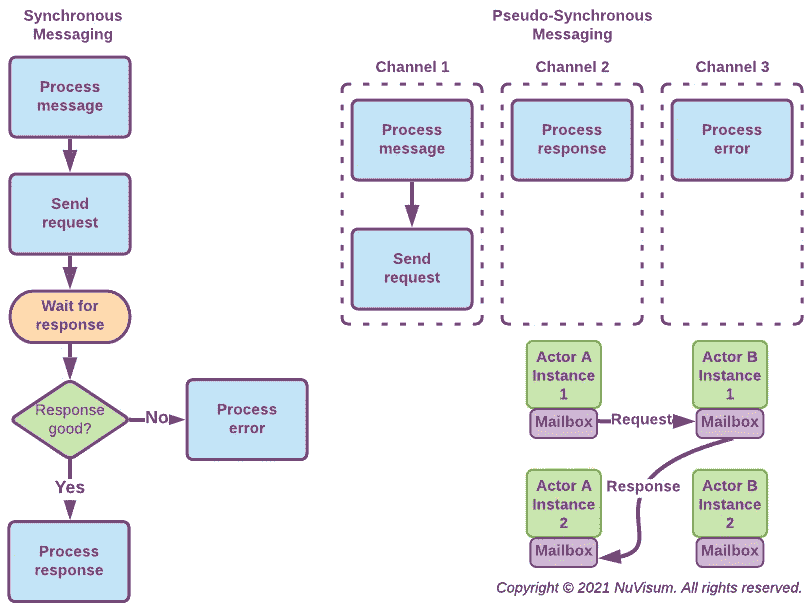 Synchronous
Messaging
Process
message
Send
request
Wait for
response
Response
good?
No
Process
error
Yes
Process
response
Pseudo-Synchronous
Messaging
Channel 1
Channel 2
Channel 3
Process
message
Process
response
Process
error
Send
request
Actor A
Instance
1
Mailbox
Request
Actor B
Instance
1
Mailbox
Response
Actor A
Instance
2
Mailbox
Actor B
Instance
2
Mailbox
Copyright © 2021 NuVisum. All rights reserved.